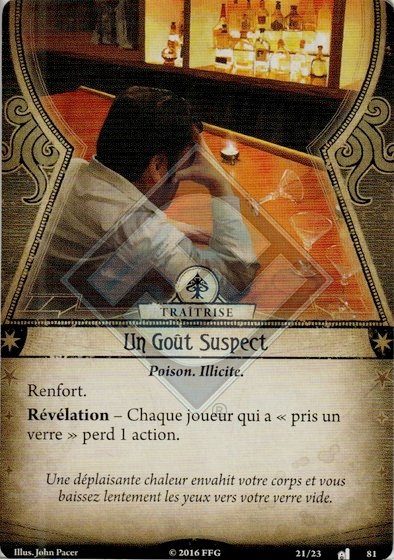 TRAÎTRISE
Un Goût Suspect
Poison. Illicite.
Renfort.
Révélation – Chaque joueur qui a « pris un
verre » perd 1 action.
Une déplaisante chaleur envahit votre corps et vous
baissez lentement les yeux vers votre verre vide.
Illus. John Pacer © 2016 FFG 21/23 81